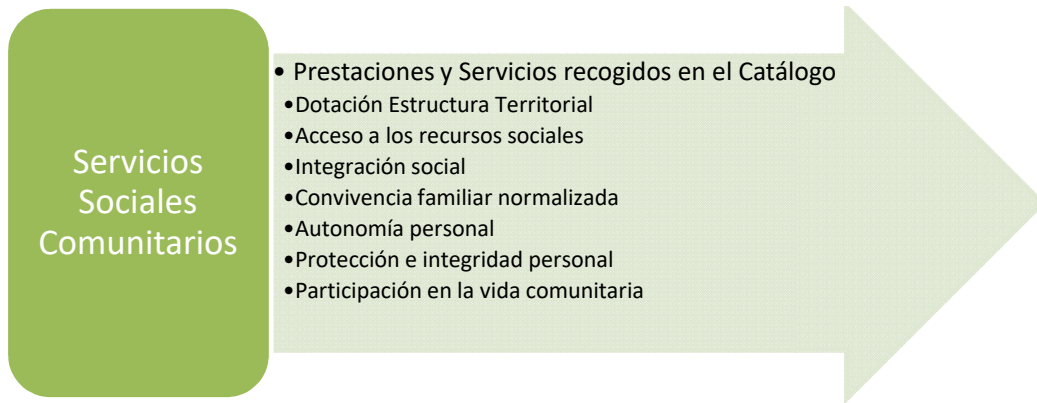 Servicios
Sociales
Comunitarios
• Prestaciones y Servicios recogidos en el Catálogo
•Dotación Estructura Territorial
•Acceso a los recursos sociales
•Integración social
•Convivencia familiar normalizada
•Autonomía personal
•Protección e integridad personal
•Participación en la vida comunitaria